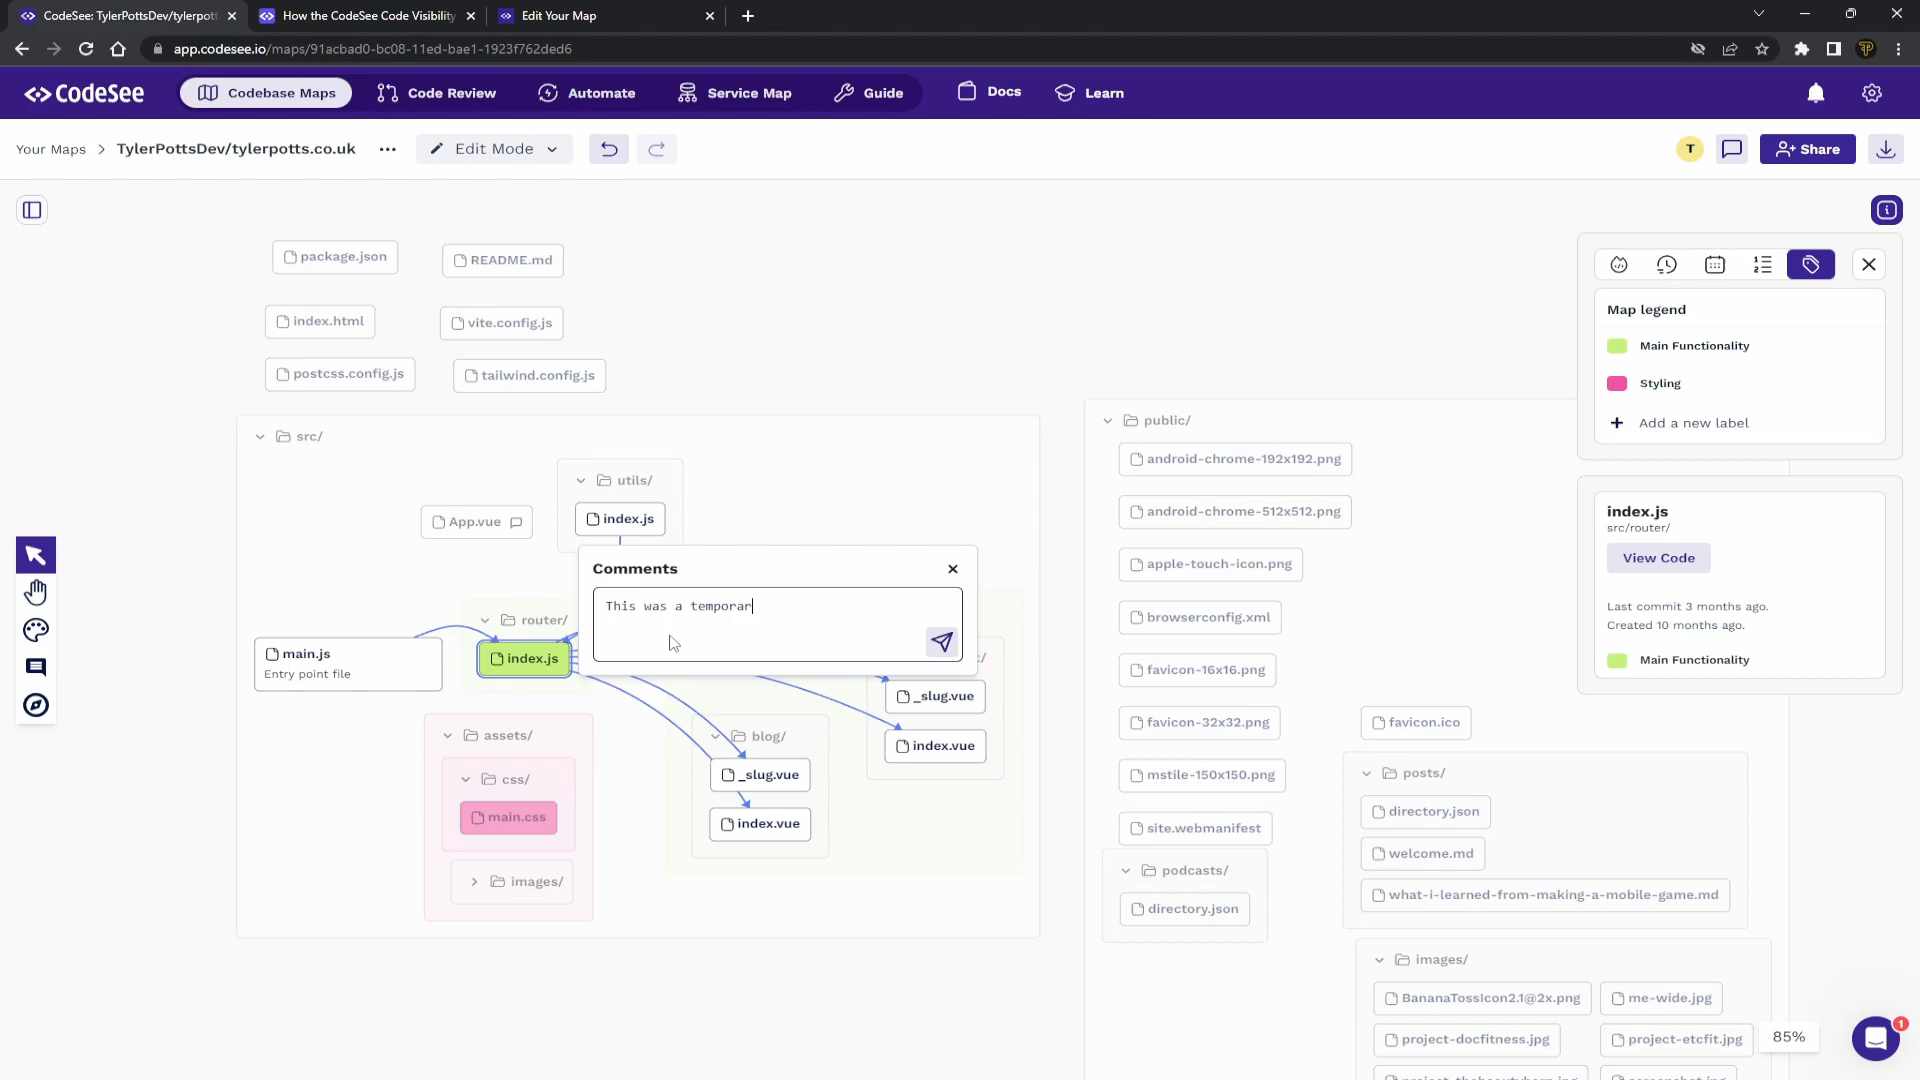 CodeSee: TylerPottsDev/tylerpott
How the CodeSee Code Visibility
Edit Your Map
app.codesee.io/maps/91acbad0-bc08-11ed-bae1-1923f762ded6
CodeSee
Codebase Maps
Code Review
Automate
Service Map
Guide
Docs
Learn
Your Maps > TylerPottsDev/tylerpotts.co.uk
Edit Mode
T
Share
package.json
README.md
index.html
vite.config.js
postcss.config.js
tailwind.config.js
src/
utils/
App.vue
index.js
Comments
This was a temporar
router/
main.js
Entry point file
index.js
_slug.vue
index.vue
assets/
blog/
css/
_slug.vue
main.css
index.vue
images/
public/
android-chrome-192x192.png
android-chrome-512x512.png
apple-touch-icon.png
browserconfig.xml
favicon-16x16.png
favicon-32x32.png
favicon.ico
mstile-150x150.png
posts/
directory.json
site.webmanifest
welcome.md
podcasts/
what-i-learned-from-making-a-mobile-game.md
directory.json
images/
BananaTossIcon2.1@2x.png
me-wide.jpg
project-docfitness.jpg
project-etcfit.jpg
Map legend
Main Functionality
Styling
Add a new label
index.js
src/router/
View Code
Last commit 3 months ago.
Created 10 months ago.
Main Functionality
85%
1